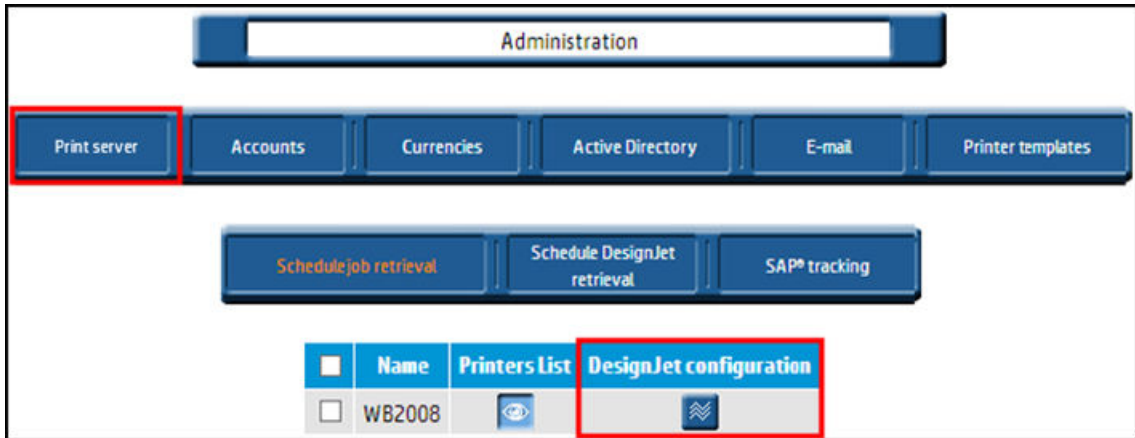 Administration
Print server Accounts Currencies Active Directory E-mail Printer templates
Schedulejob retrieval Schedule DesignJet retrieval SAP® tracking
Name Printers List DesignJet configuration
WB2008